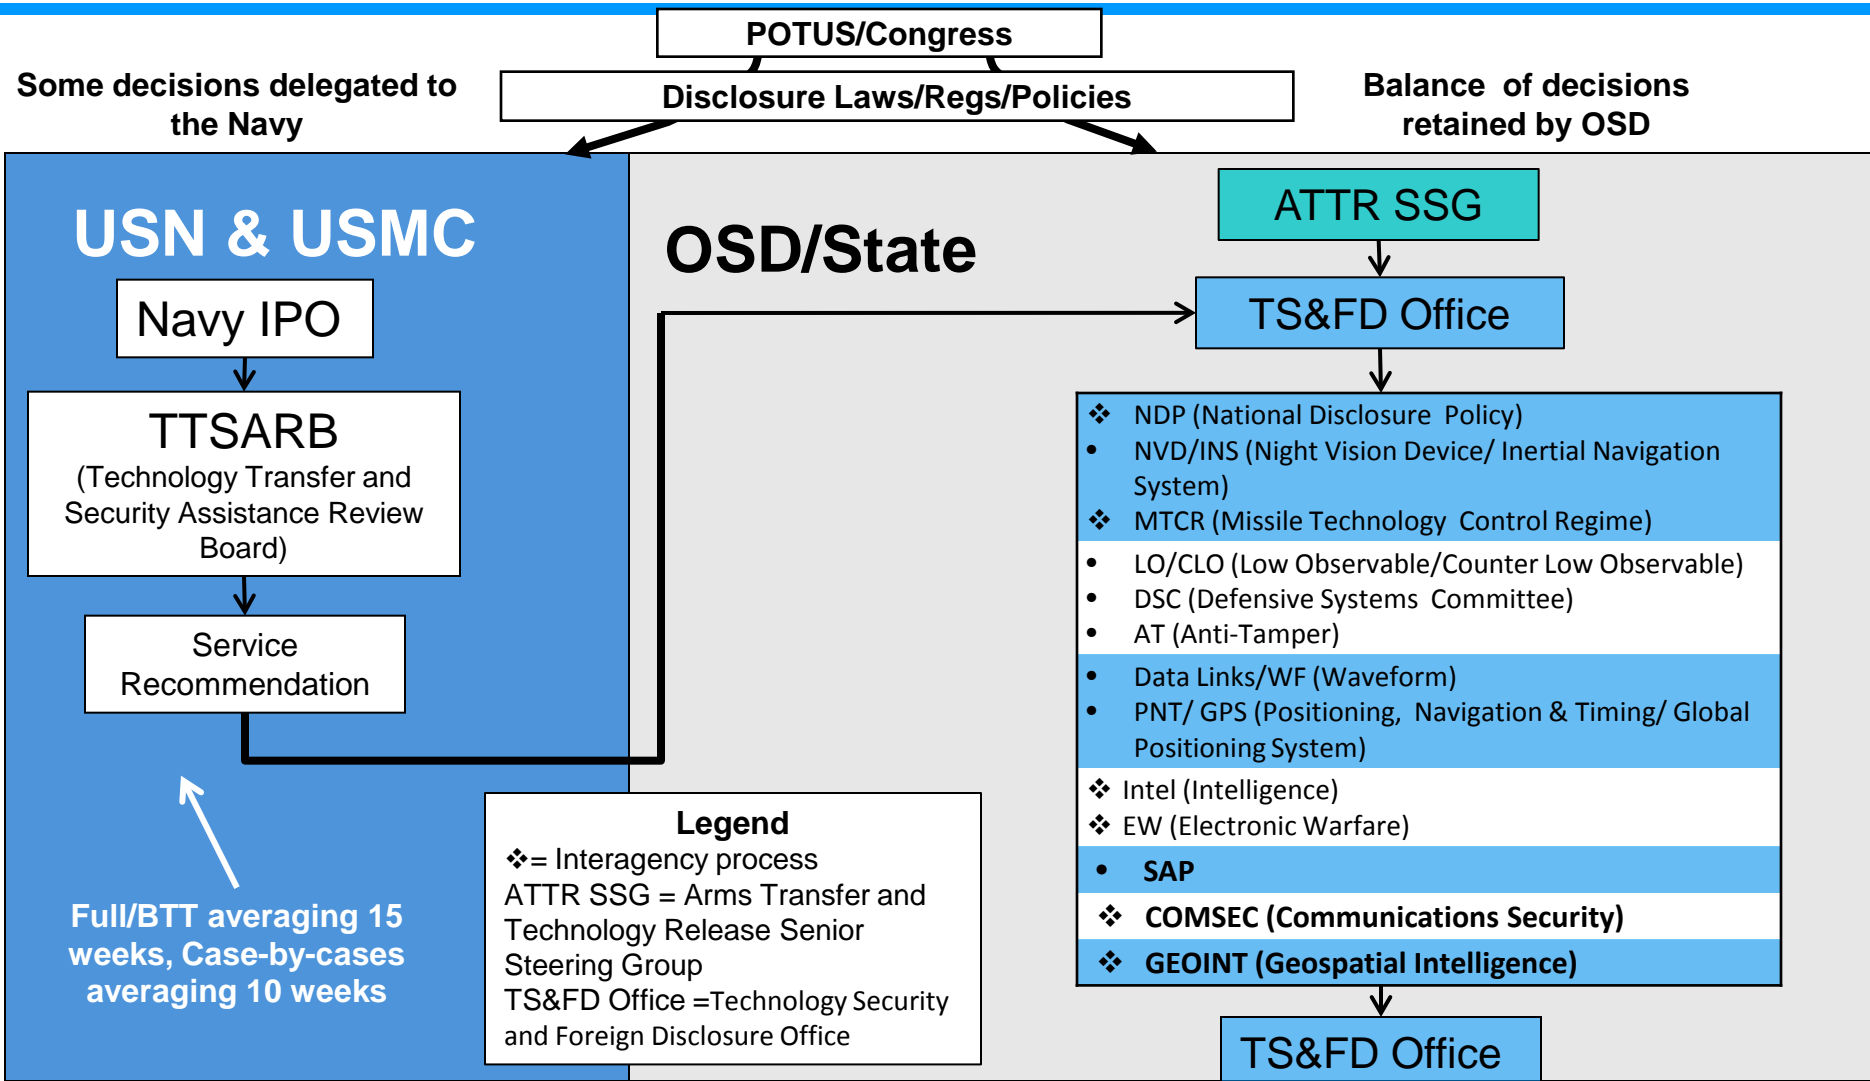 POTUS/Congress
Disclosure Laws/Regs/Policies
Some decisions delegated to
the Navy
Balance of decisions
retained by OSD
USN & USMC
Navy IPO
TTSARB
(Technology Transfer and
Security Assistance Review
Board)
Service
Recommendation
Full/BTT averaging 15
weeks, Case-by-cases
averaging 10 weeks
OSD/State
ATTR SSG
TS&FD Office
❖ NDP (National Disclosure Policy)
• NVD/INS (Night Vision Device/ Inertial Navigation
System)
❖ MTCR (Missile Technology Control Regime)
• LO/CLO (Low Observable/Counter Low Observable)
• DSC (Defensive Systems Committee)
• AT (Anti-Tamper)
• Data Links/WF (Waveform)
• PNT/ GPS (Positioning, Navigation & Timing/ Global
Positioning System)
❖ Intel (Intelligence)
❖ EW (Electronic Warfare)
• SAP
❖ COMSEC (Communications Security)
❖ GEOINT (Geospatial Intelligence)
TS&FD Office
Legend
❖= Interagency process
ATTR SSG = Arms Transfer and
Technology Release Senior
Steering Group
TS&FD Office =Technology Security
and Foreign Disclosure Office